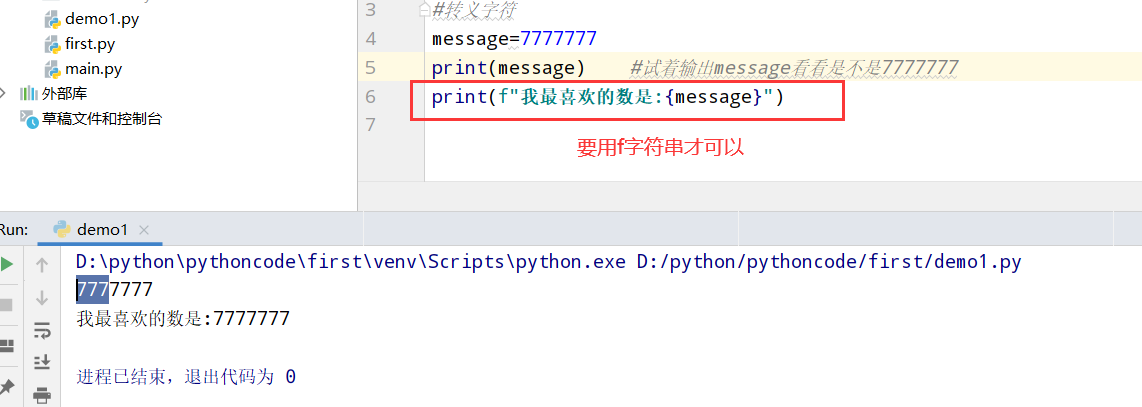 demo1.py
first.py
main.py
外部库
草稿文件和控制台
3 #转义字符
4 message=7777777
5 print(message) #试着输出message看看是不是7777777
6 print(f"我最喜欢的数是:{message}")
7
要用f字符串才可以
Run: demo1
D:\python\pythoncode\first\venv\Scripts\python.exe D:/python/pythoncode/first/demo1.py
7777777
我最喜欢的数是:7777777
进程已结束，退出代码为 0